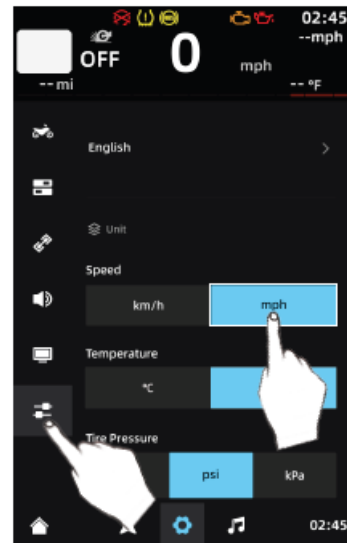 02:45
--mph
OFF
0
mph
-- mi
-- °F
English
Unit
Speed
km/h
mph
Temperature
°C
Tire Pressure
psi
kPa
02:45